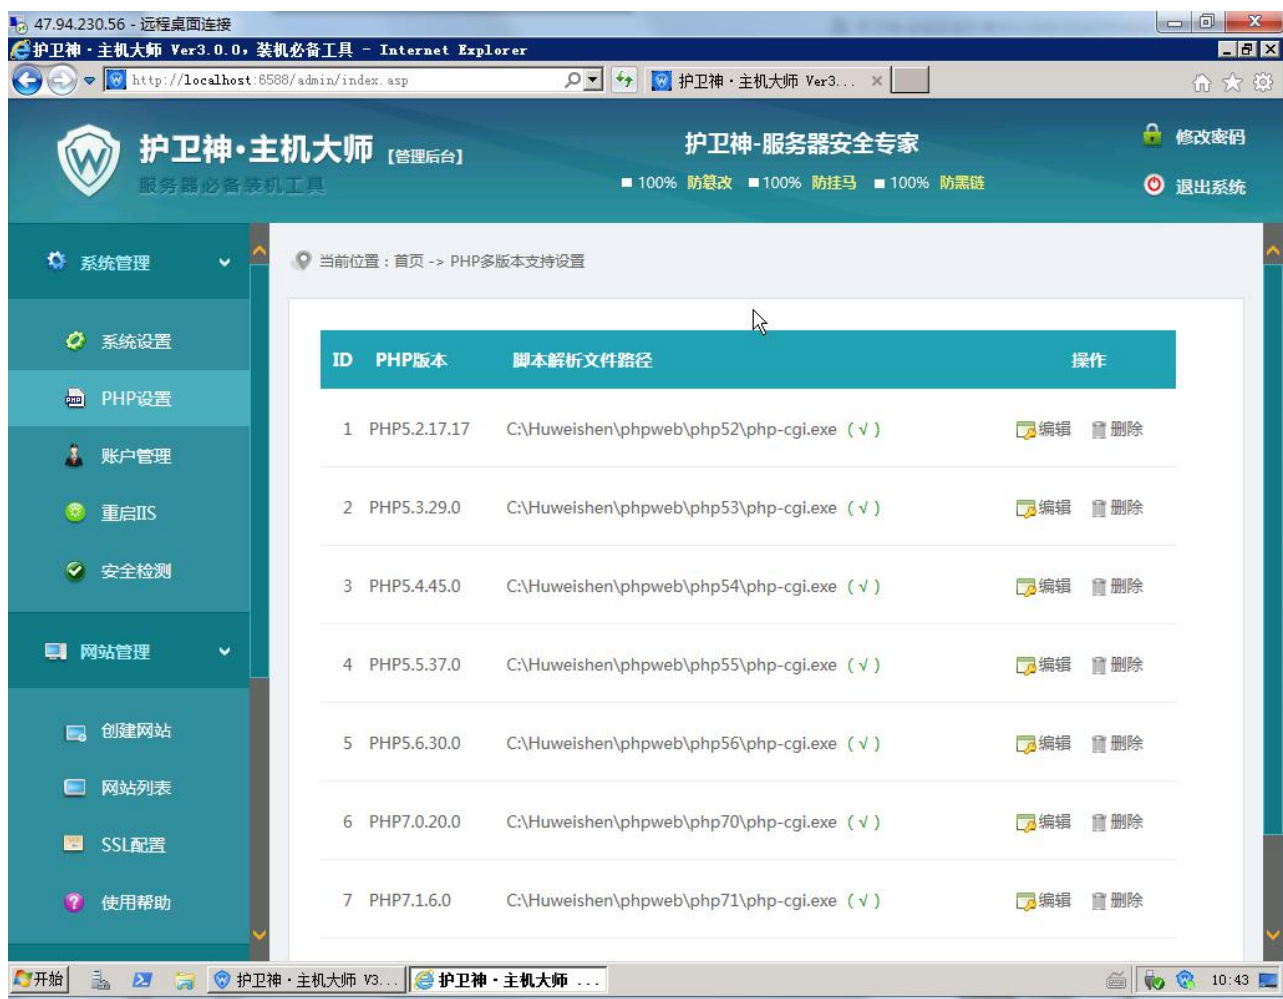 47.94.230.56 - 远程桌面连接
护卫神·主机大师 Ver3.0.0，装机必备工具 - Internet Explorer
http://localhost:6588/admin/index.asp
护卫神·主机大师 Ver3...
护卫神·主机大师 【管理后台】
服务器必备装机工具
护卫神-服务器安全专家
100% 防篡改 100% 防挂马 100% 防黑链
修改密码
退出系统
系统管理
系统设置
PHP设置
账户管理
重启IIS
安全检测
网站管理
创建网站
网站列表
SSL配置
使用帮助
当前位置：首页 -> PHP多版本支持设置
ID PHP版本 脚本解析文件路径 操作
1 PHP5.2.17.17 C:\Huweishen\phpweb\php52\php-cgi.exe (√) 编辑 删除
2 PHP5.3.29.0 C:\Huweishen\phpweb\php53\php-cgi.exe (√) 编辑 删除
3 PHP5.4.45.0 C:\Huweishen\phpweb\php54\php-cgi.exe (√) 编辑 删除
4 PHP5.5.37.0 C:\Huweishen\phpweb\php55\php-cgi.exe (√) 编辑 删除
5 PHP5.6.30.0 C:\Huweishen\phpweb\php56\php-cgi.exe (√) 编辑 删除
6 PHP7.0.20.0 C:\Huweishen\phpweb\php70\php-cgi.exe (√) 编辑 删除
7 PHP7.1.6.0 C:\Huweishen\phpweb\php71\php-cgi.exe (√) 编辑 删除
开始 护卫神·主机大师 V3... 护卫神·主机大师 ... 10:43